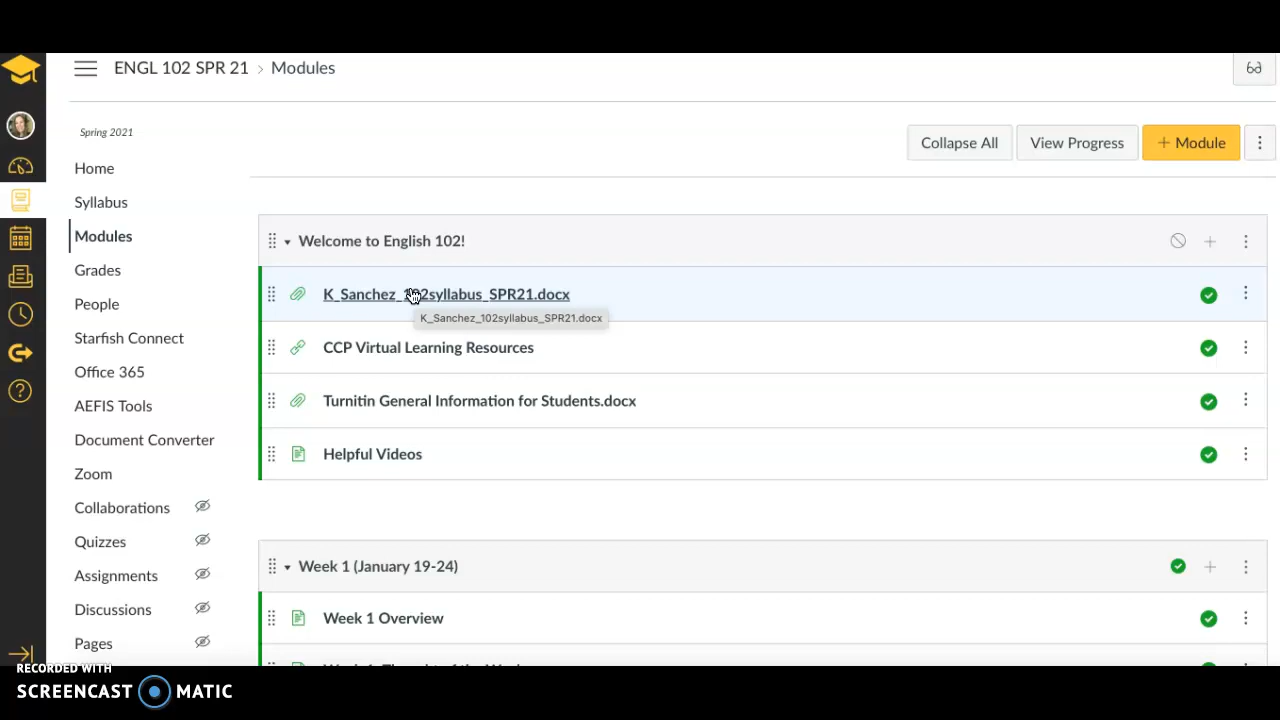 ENGL 102 SPR 21 > Modules
Spring 2021
Collapse All
View Progress
+ Module
Home
Syllabus
Modules
Grades
People
Starfish Connect
Office 365
AEFIS Tools
Document Converter
Zoom
Collaborations
Quizzes
Assignments
Discussions
Pages
Welcome to English 102!
K_Sanchez_102syllabus_SPR21.docx
K_Sanchez_102syllabus_SPR21.docx
CCP Virtual Learning Resources
Turnitin General Information for Students.docx
Helpful Videos
Week 1 (January 19-24)
Week 1 Overview
RECORDED WITH
SCREENCAST MATIC